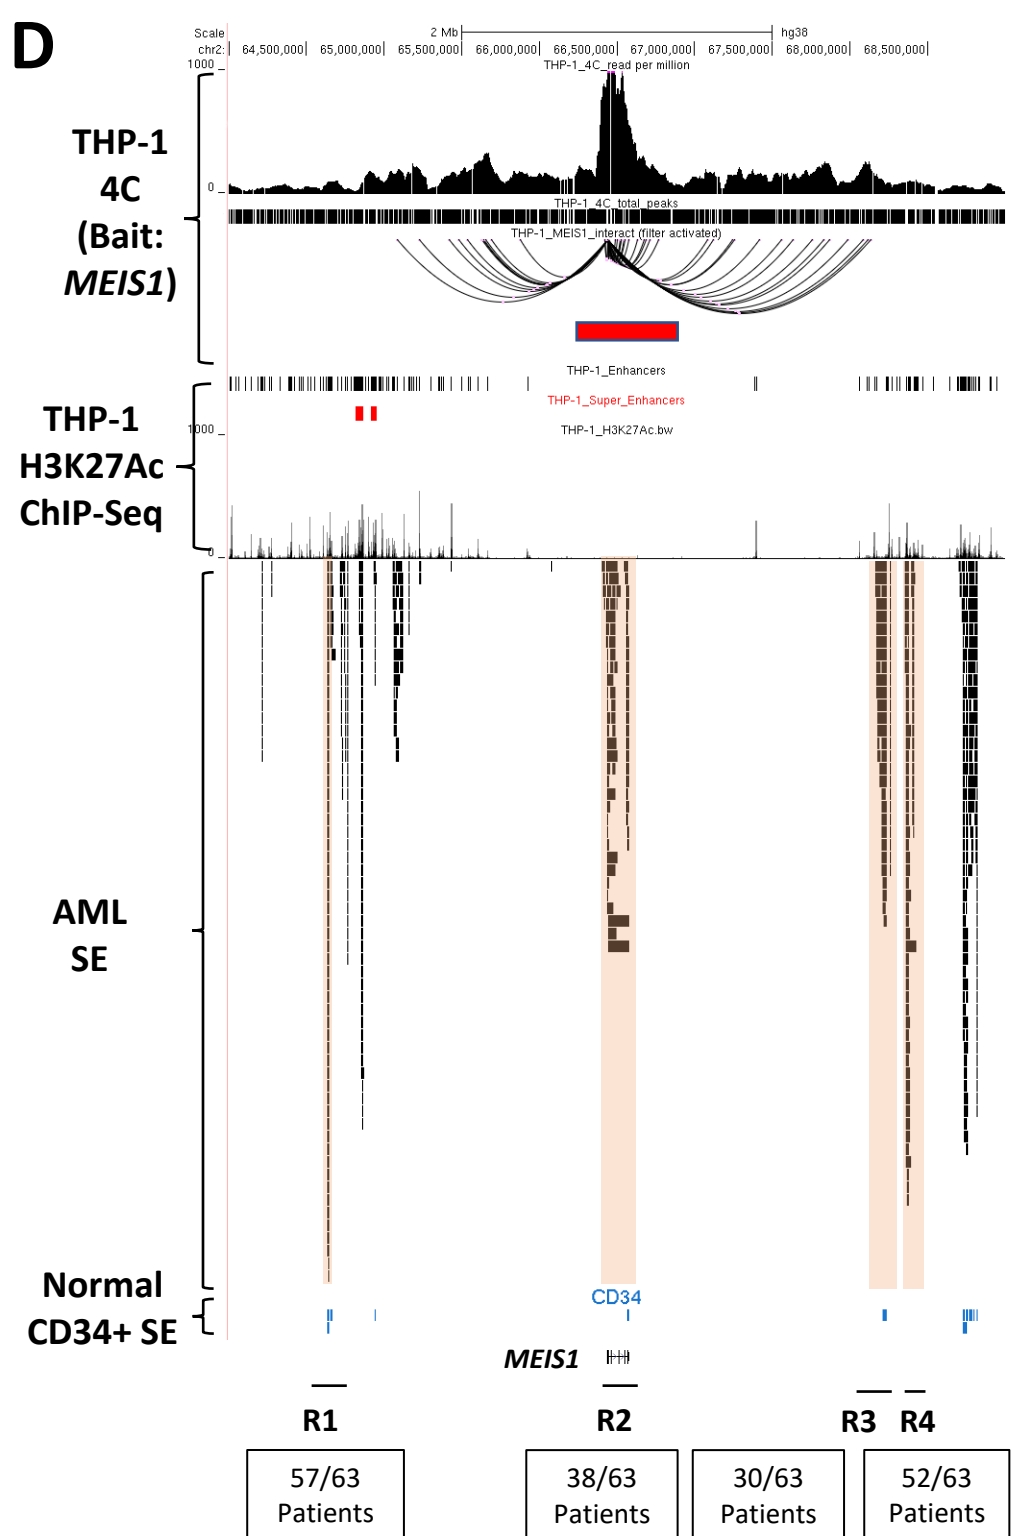 D
Scale
2 Mb
hg38
chr2:
64,500,000
65,000,000
65,500,000
66,000,000
66,500,000
67,000,000
67,500,000
68,000,000
68,500,000
THP-1_4C_read per million
1000
0
THP-1
4C
(Bait:
MEIS1)
THP-1_4C_total_peaks
THP-1_MEIS1_interact (filter activated)
THP-1_Enhancers
THP-1_Super_Enhancers
THP-1_H3K27Ac.bw
1000
0
THP-1
H3K27Ac
ChIP-Seq
AML
SE
Normal
CD34+ SE
CD34
MEIS1
R1
R2
R3
R4
57/63
Patients
38/63
Patients
30/63
Patients
52/63
Patients